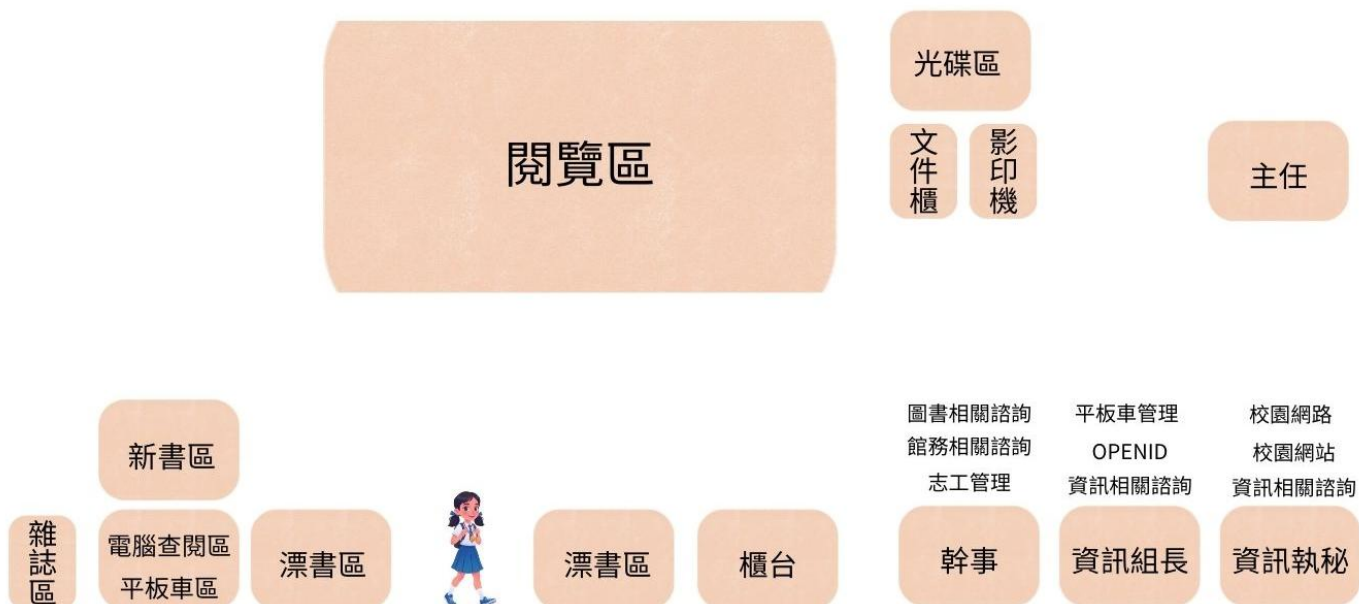 光碟區
閱覽區
文件櫃
影印機
主任
圖書相關諮詢
館務相關諮詢
志工管理
平板車管理
OPENID
資訊相關諮詢
校園網路
校園網站
資訊相關諮詢
新書區
雜誌區
電腦查閱區
平板車區
漂書區
漂書區
櫃台
幹事
資訊組長
資訊執秘